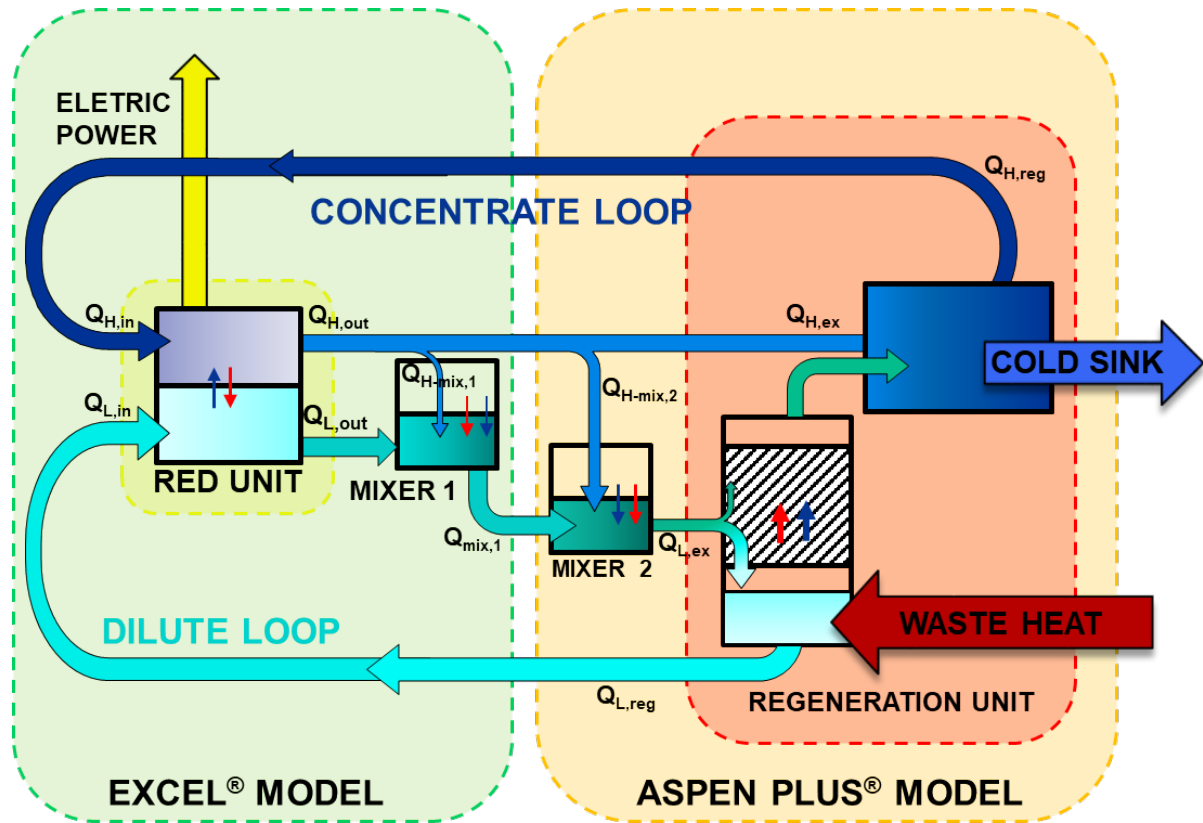 ELETRIC
POWER
Q_H,reg
CONCENTRATE LOOP
Q_H,in
Q_H,out
Q_H,ex
COLD SINK
Q_H-mix,1
Q_H-mix,2
Q_L,in
Q_L,out
RED UNIT
MIXER 1
Q_mix,1
MIXER 2
Q_L,ex
WASTE HEAT
DILUTE LOOP
Q_L,reg
REGENERATION UNIT
EXCEL® MODEL
ASPEN PLUS® MODEL